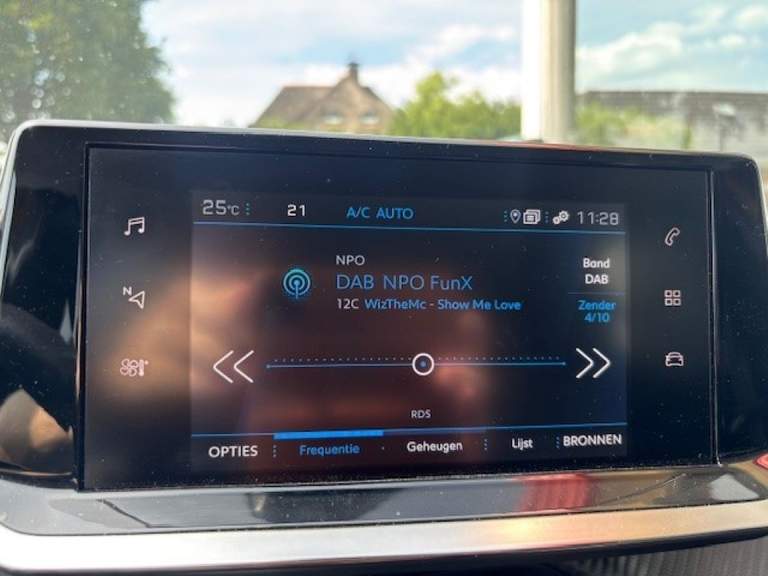 25°C 21 A/C AUTO 11:28
NPO
DAB NPO FunX
12C WizTheMc - Show Me Love
Band
DAB
Zender
4/10
N
RDS
OPTIES Frequentie Geheugen Lijst BRONNEN